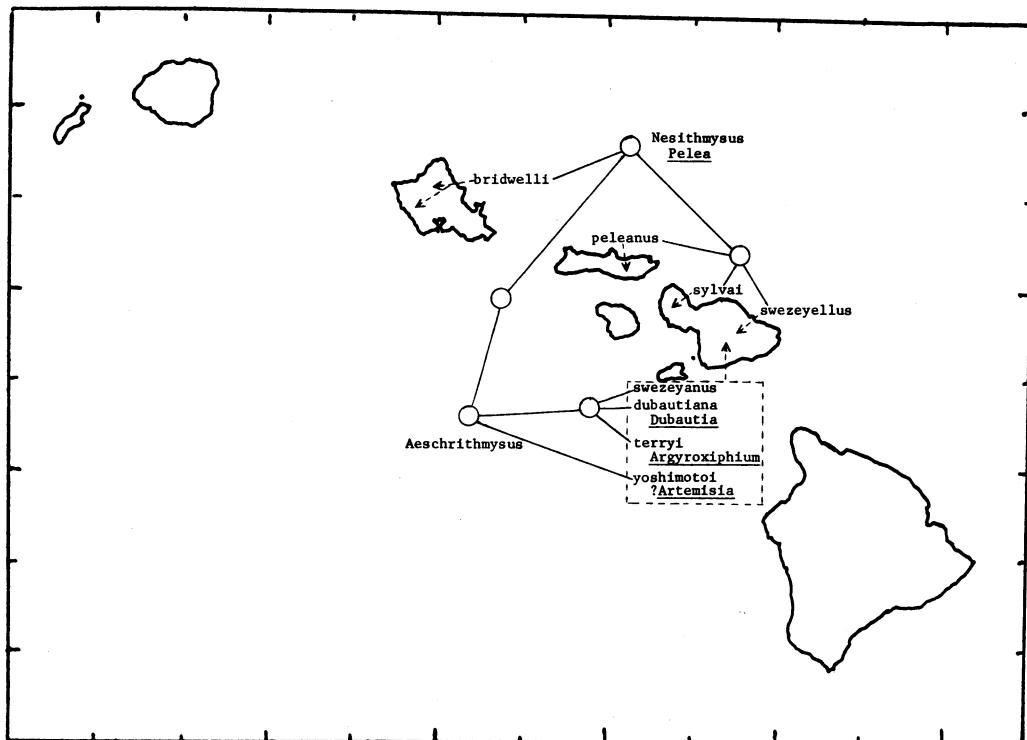 Nesithmysus
Pelea
bridwelli
peleanus
sylvai
swezeyellus
swezeyanus
dubautiana
Dubautia
Aeschrithmysus
terryi
Argyroxiphium
yoshimotoi
?Artemisia